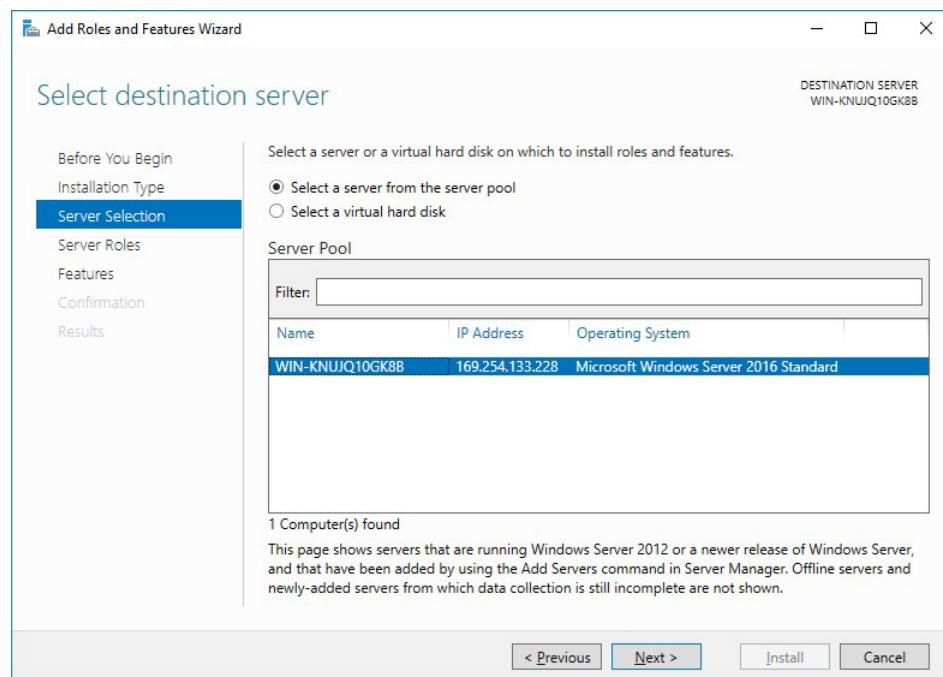 Add Roles and Features Wizard
Select destination server
DESTINATION SERVER
WIN-KNUJQ10GK8B
Before You Begin
Installation Type
Server Selection
Server Roles
Features
Confirmation
Results
Select a server or a virtual hard disk on which to install roles and features.
Select a server from the server pool
Select a virtual hard disk
Server Pool
Filter:
Name IP Address Operating System
WIN-KNUJQ10GK8B 169.254.133.228 Microsoft Windows Server 2016 Standard
1 Computer(s) found
This page shows servers that are running Windows Server 2012 or a newer release of Windows Server,
and that have been added by using the Add Servers command in Server Manager. Offline servers and
newly-added servers from which data collection is still incomplete are not shown.
< Previous Next > Install Cancel